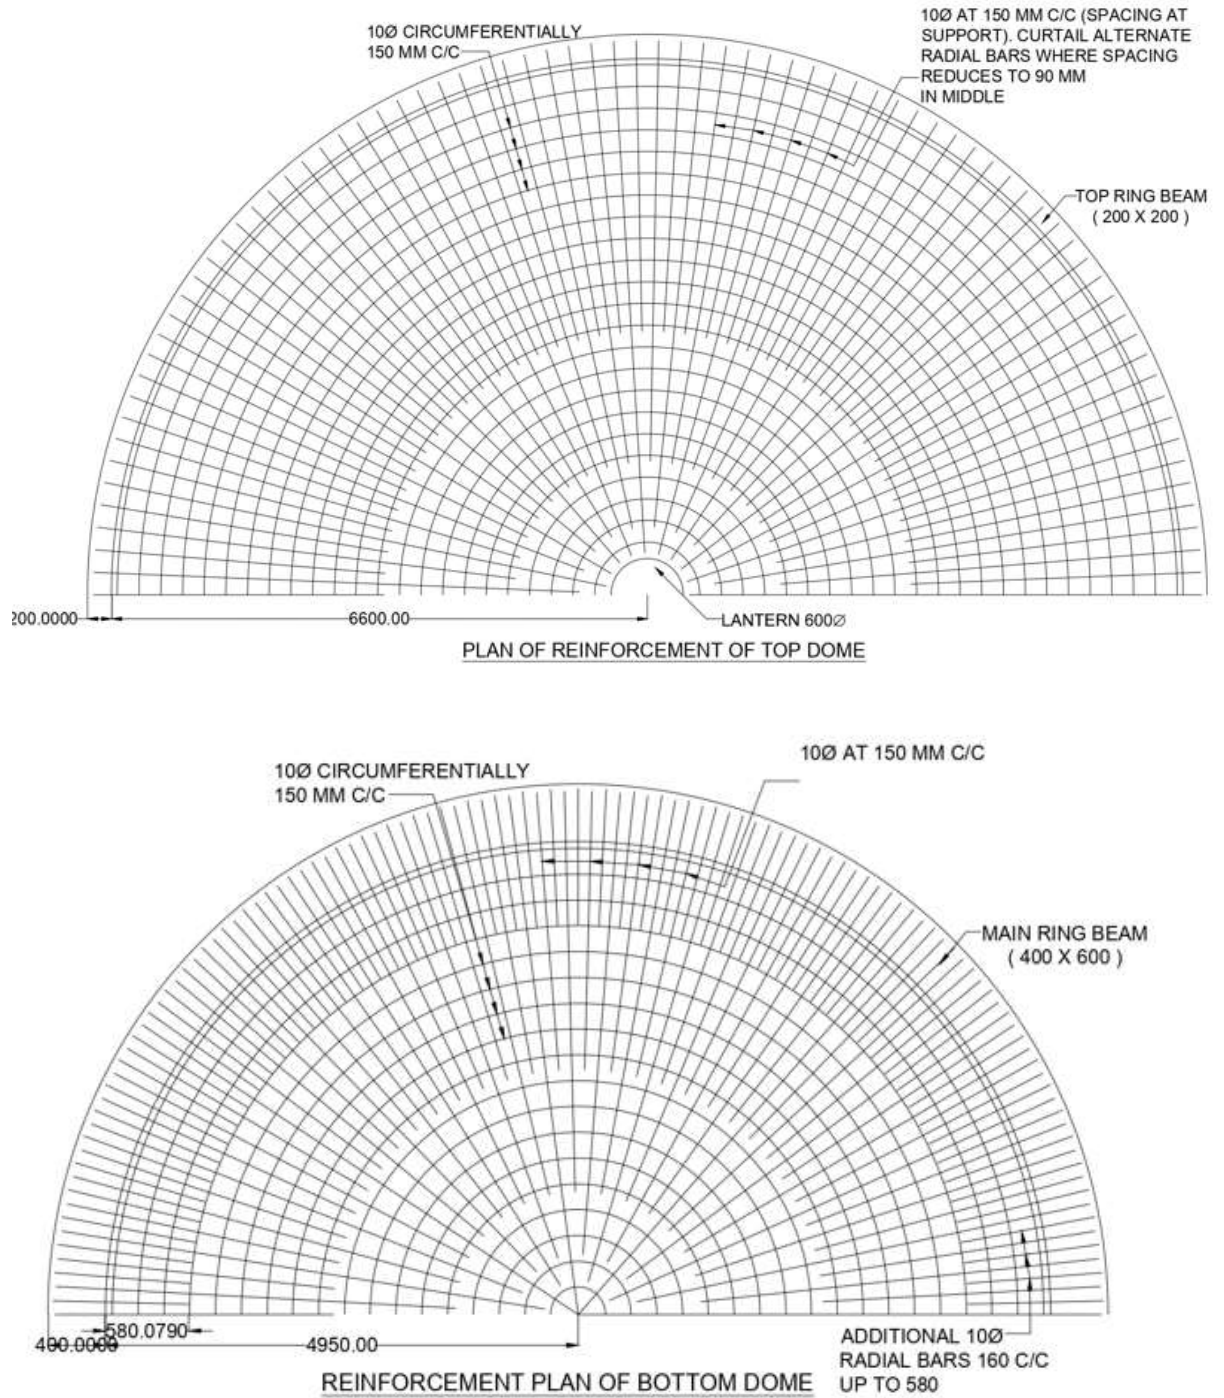 10Ø CIRCUMFERENTIALLY
150 MM C/C
10Ø AT 150 MM C/C (SPACING AT
SUPPORT). CURTAIL ALTERNATE
RADIAL BARS WHERE SPACING
REDUCES TO 90 MM
IN MIDDLE
TOP RING BEAM
( 200 X 200 )
200.0000
6600.00
LANTERN 600Ø
PLAN OF REINFORCEMENT OF TOP DOME
10Ø CIRCUMFERENTIALLY
150 MM C/C
10Ø AT 150 MM C/C
MAIN RING BEAM
( 400 X 600 )
580.0790
400.0000
4950.00
ADDITIONAL 10Ø
RADIAL BARS 160 C/C
UP TO 580
REINFORCEMENT PLAN OF BOTTOM DOME